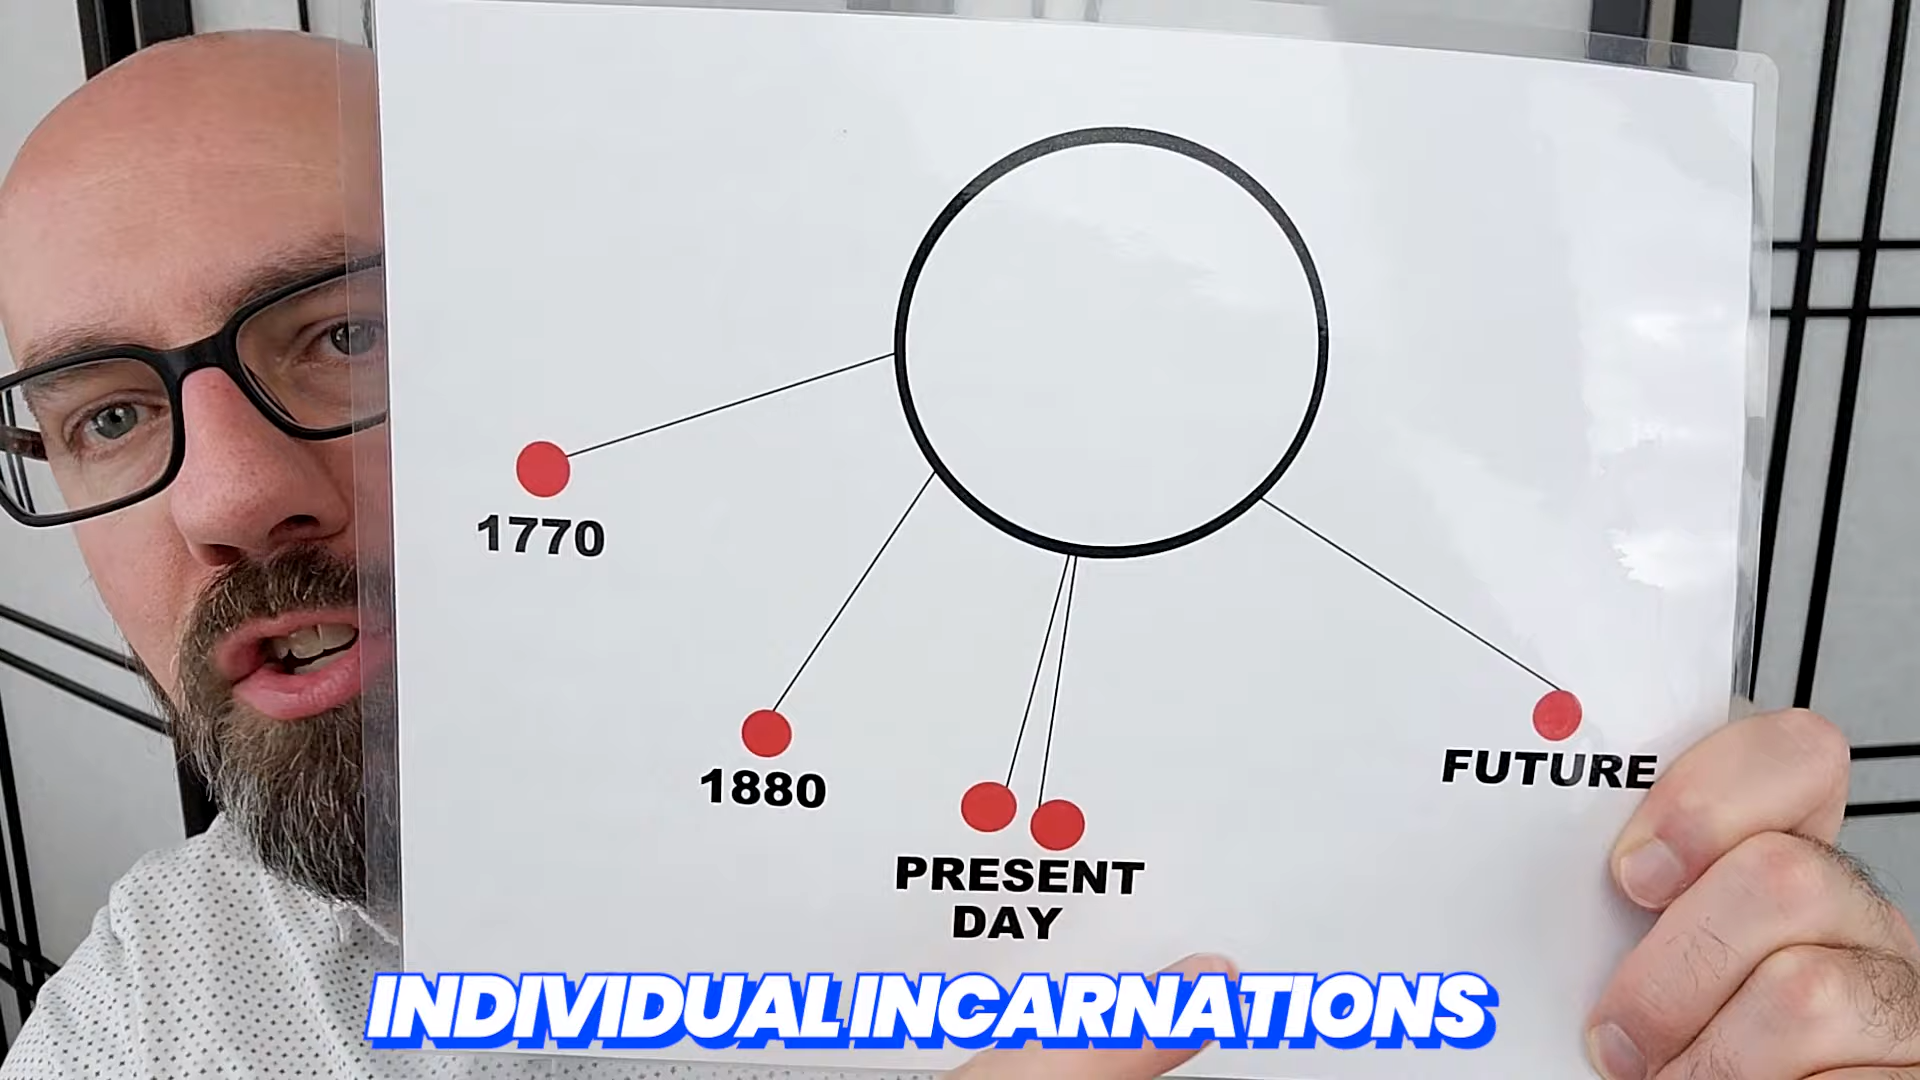 1770
1880
PRESENT
DAY
FUTURE
INDIVIDUAL INCARNATIONS